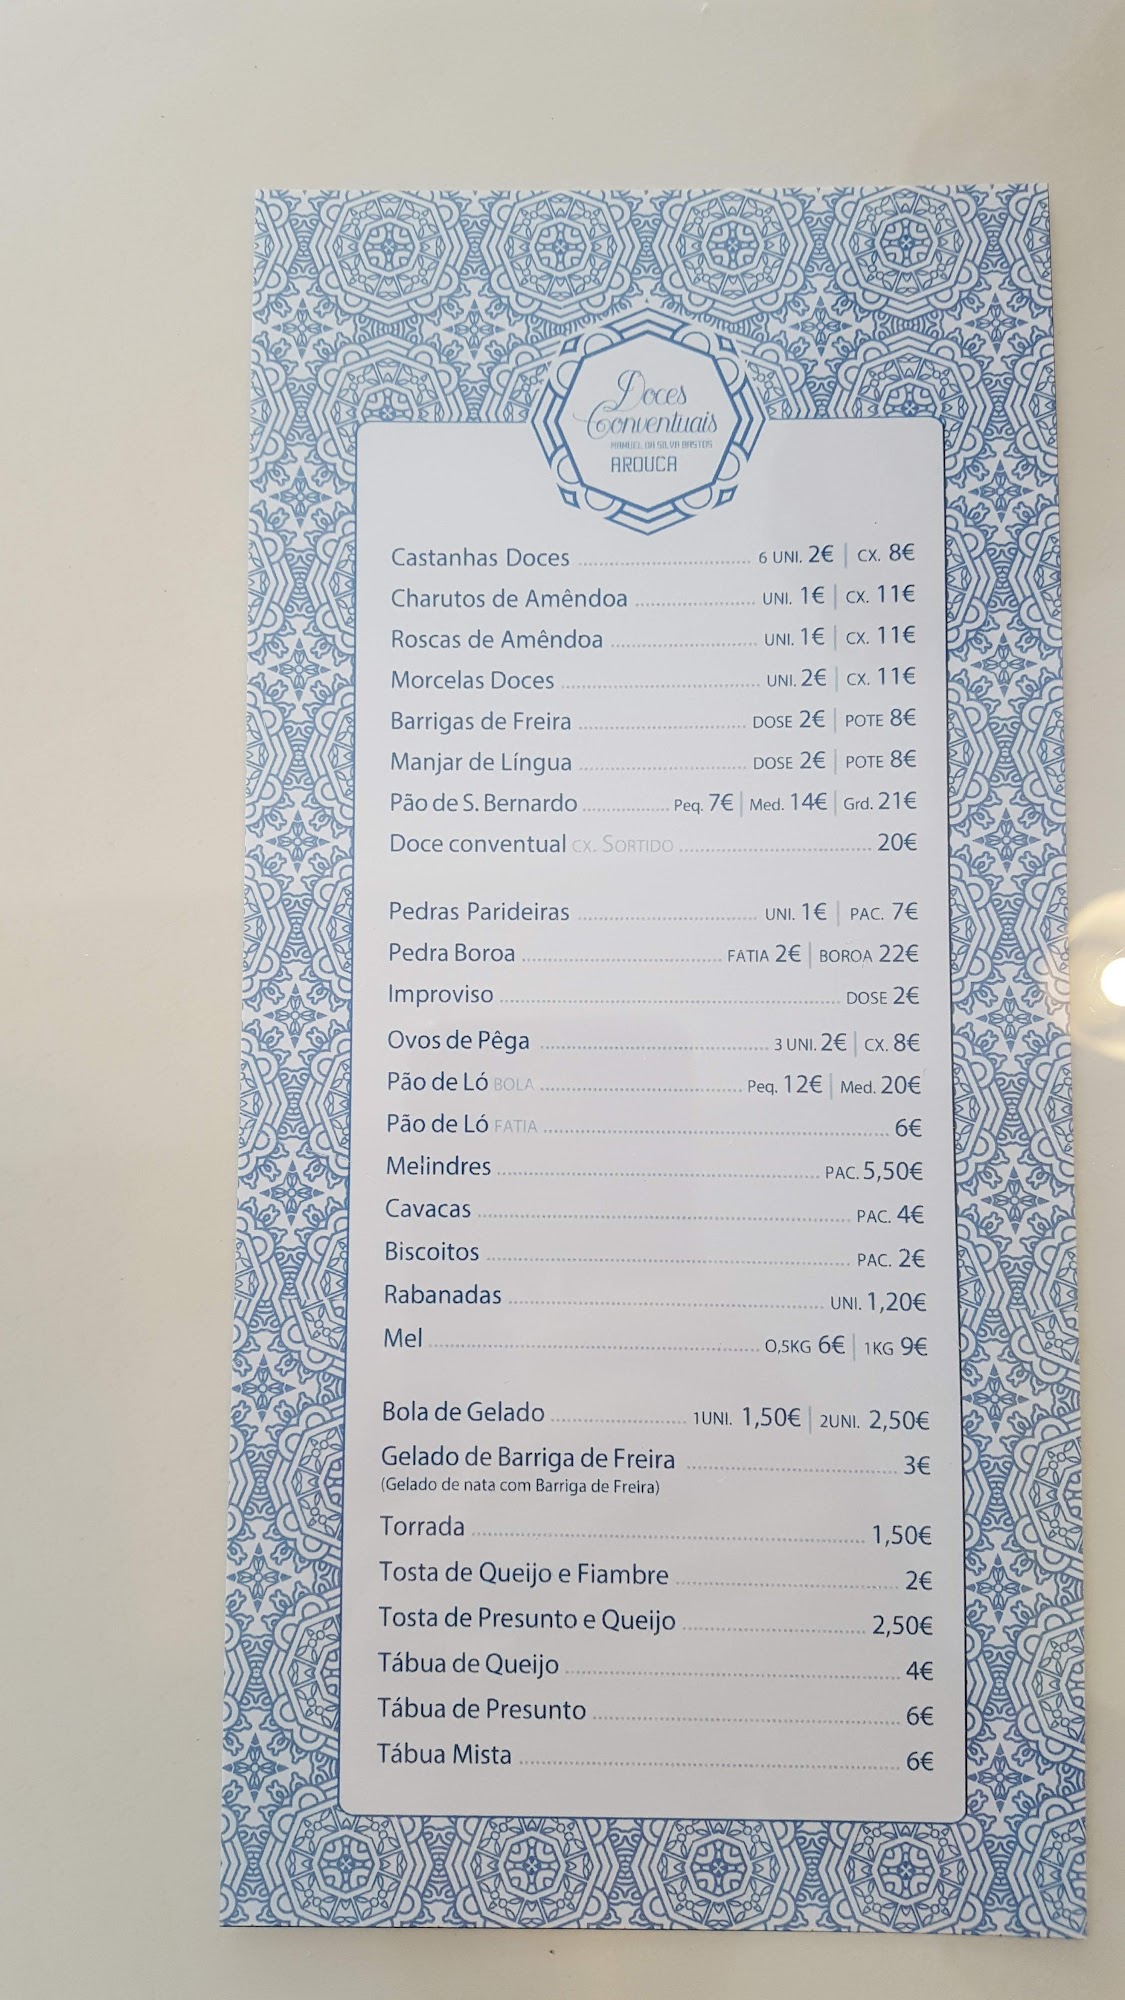 Doces
Conventuais
MANUEL DA SILVA BASTOS
AROUCA
Castanhas Doces 6 UNI. 2€ | CX. 8€
Charutos de Amêndoa UNI. 1€ | CX. 11€
Roscas de Amêndoa UNI. 1€ | CX. 11€
Morcelas Doces UNI. 2€ | CX. 11€
Barrigas de Freira DOSE 2€ | POTE 8€
Manjar de Língua DOSE 2€ | POTE 8€
Pão de S. Bernardo Peq. 7€ | Med. 14€ | Grd. 21€
Doce conventual CX. SORTIDO 20€
Pedras Parideiras UNI. 1€ | PAC. 7€
Pedra Boroa FATIA 2€ | BOROA 22€
Improviso DOSE 2€
Ovos de Pêga 3 UNI. 2€ | CX. 8€
Pão de Ló BOLA Peq. 12€ | Med. 20€
Pão de Ló FATIA 6€
Melindres PAC. 5,50€
Cavacas PAC. 4€
Biscoitos PAC. 2€
Rabanadas UNI. 1,20€
Mel 0,5KG 6€ | 1KG 9€
Bola de Gelado 1UNI. 1,50€ | 2UNI. 2,50€
Gelado de Barriga de Freira 3€
(Gelado de nata com Barriga de Freira)
Torrada 1,50€
Tosta de Queijo e Fiambre 2€
Tosta de Presunto e Queijo 2,50€
Tábua de Queijo 4€
Tábua de Presunto 6€
Tábua Mista 6€